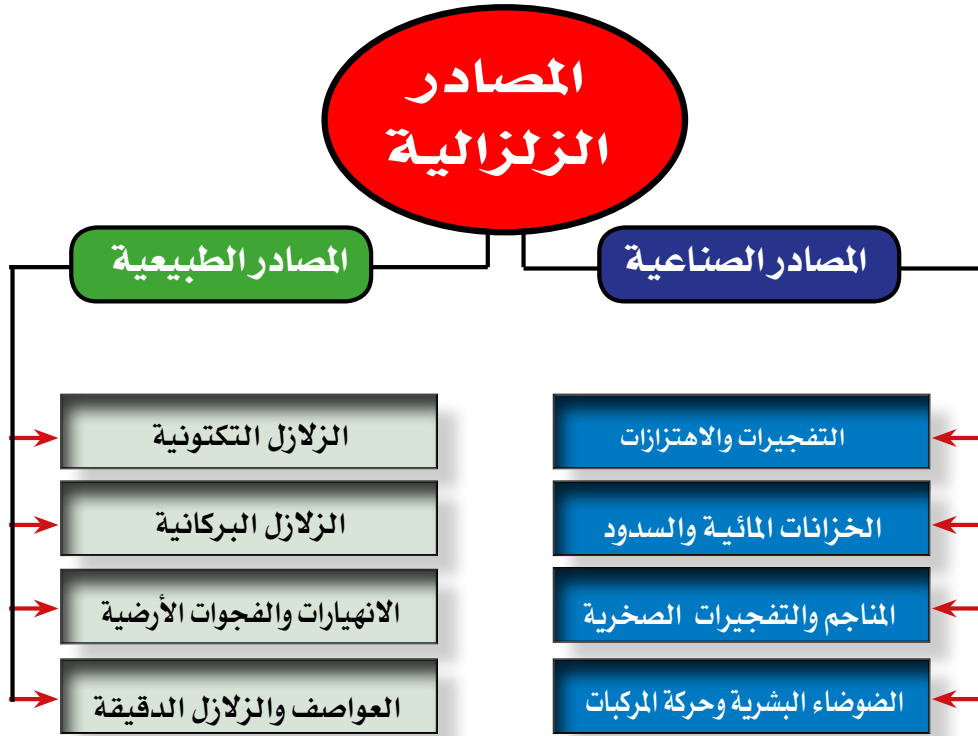 المصادر
الزلزالية
المصادر الصناعية
المصادر الطبيعية
التفجيرات والاهتزازات
الخزانات المائية والسدود
المناجم والتفجيرات الصخرية
الضوضاء البشرية وحركة المركبات
الزلازل التكتونية
الزلازل البركانية
الانهيارات والفجوات الأرضية
العواصف والزلازل الدقيقة